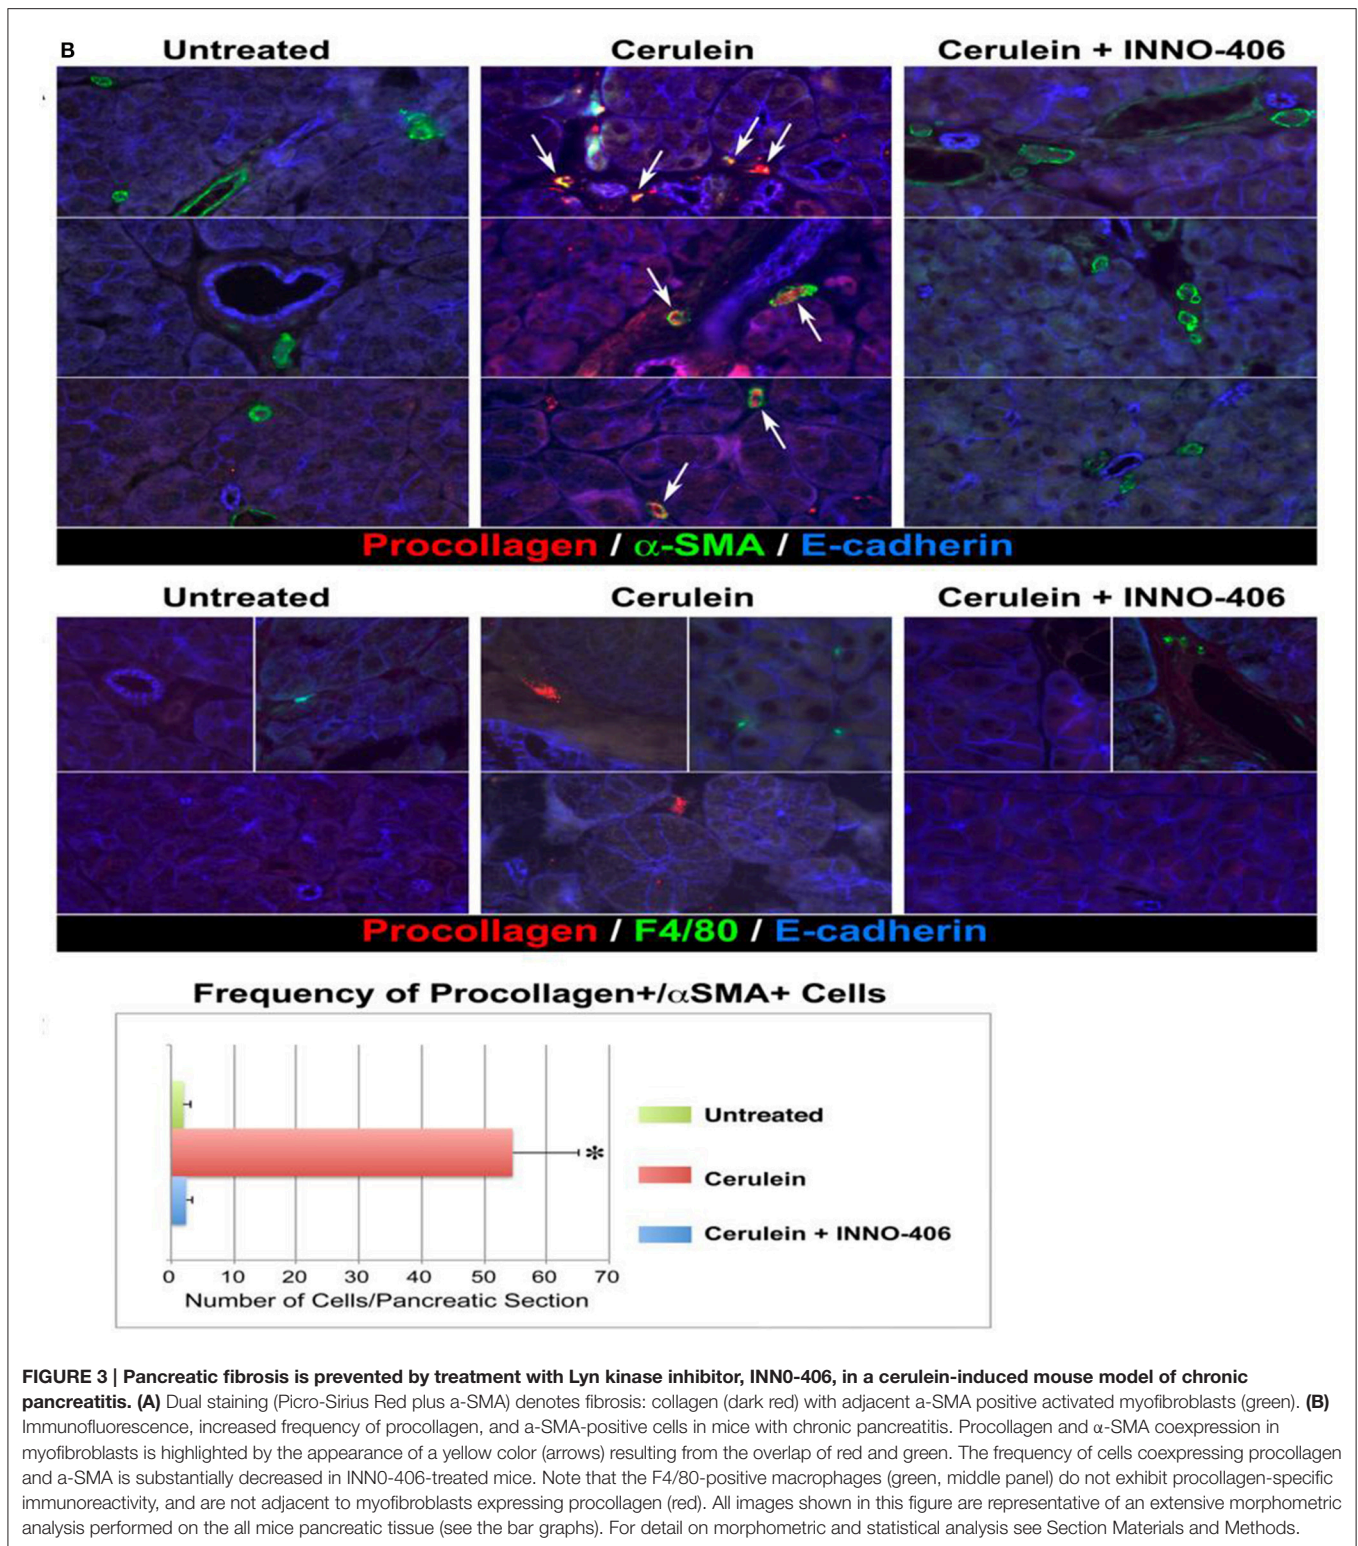 B
Untreated Cerulein Cerulein + INNO-406
Procollagen / α-SMA / E-cadherin
Untreated Cerulein Cerulein + INNO-406
Procollagen / F4/80 / E-cadherin
Frequency of Procollagen+/αSMA+ Cells
*
Untreated
Cerulein
Cerulein + INNO-406
0 10 20 30 40 50 60 70
Number of Cells/Pancreatic Section
FIGURE 3 | Pancreatic fibrosis is prevented by treatment with Lyn kinase inhibitor, INN0-406, in a cerulein-induced mouse model of chronic
pancreatitis. (A) Dual staining (Picro-Sirius Red plus a-SMA) denotes fibrosis: collagen (dark red) with adjacent a-SMA positive activated myofibroblasts (green). (B)
Immunofluorescence, increased frequency of procollagen, and a-SMA-positive cells in mice with chronic pancreatitis. Procollagen and α-SMA coexpression in
myofibroblasts is highlighted by the appearance of a yellow color (arrows) resulting from the overlap of red and green. The frequency of cells coexpressing procollagen
and a-SMA is substantially decreased in INN0-406-treated mice. Note that the F4/80-positive macrophages (green, middle panel) do not exhibit procollagen-specific
immunoreactivity, and are not adjacent to myofibroblasts expressing procollagen (red). All images shown in this figure are representative of an extensive morphometric
analysis performed on the all mice pancreatic tissue (see the bar graphs). For detail on morphometric and statistical analysis see Section Materials and Methods.